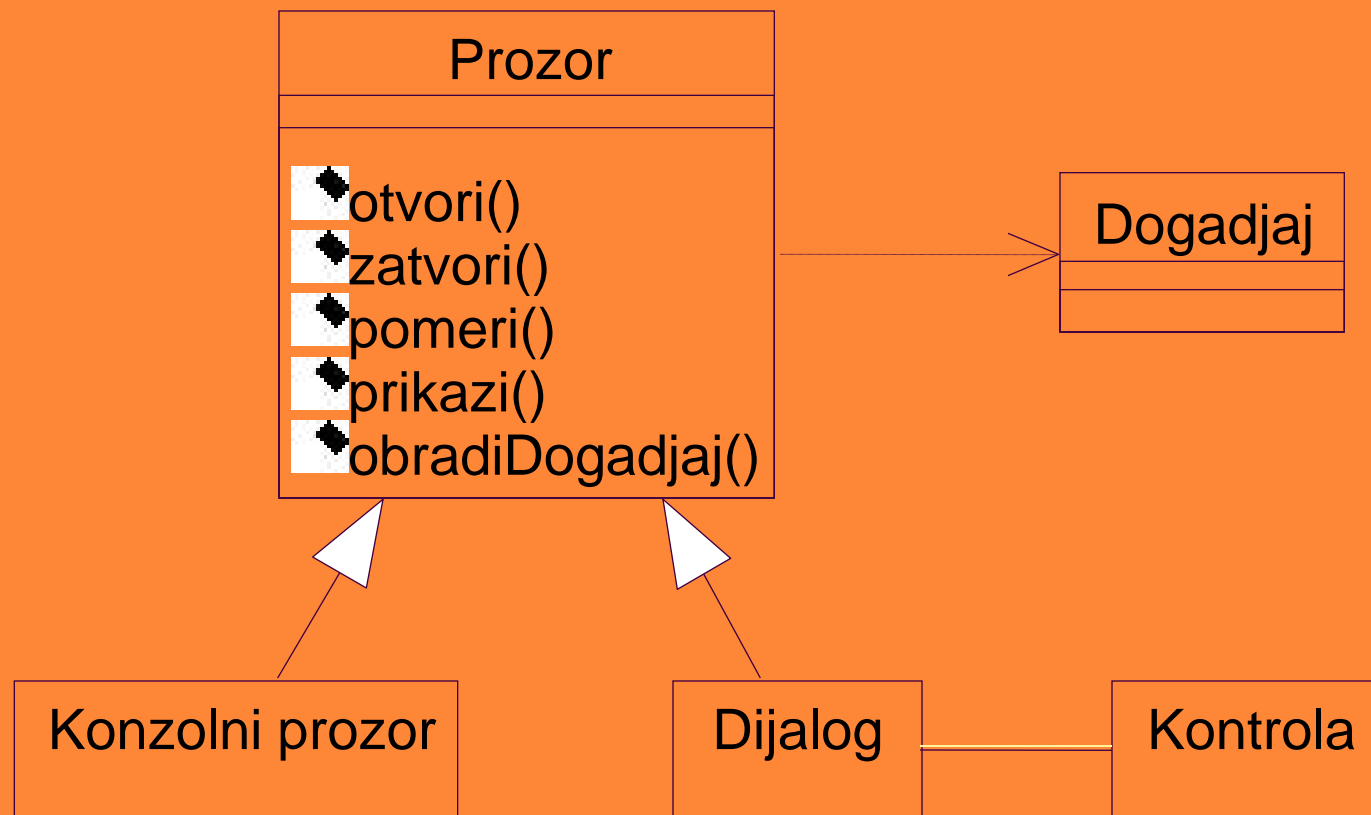 Prozor
otvori()
zatvori()
pomeri()
prikazi()
obradiDogadjaj()
Dogadjaj
Konzolni prozor
Dijalog
Kontrola